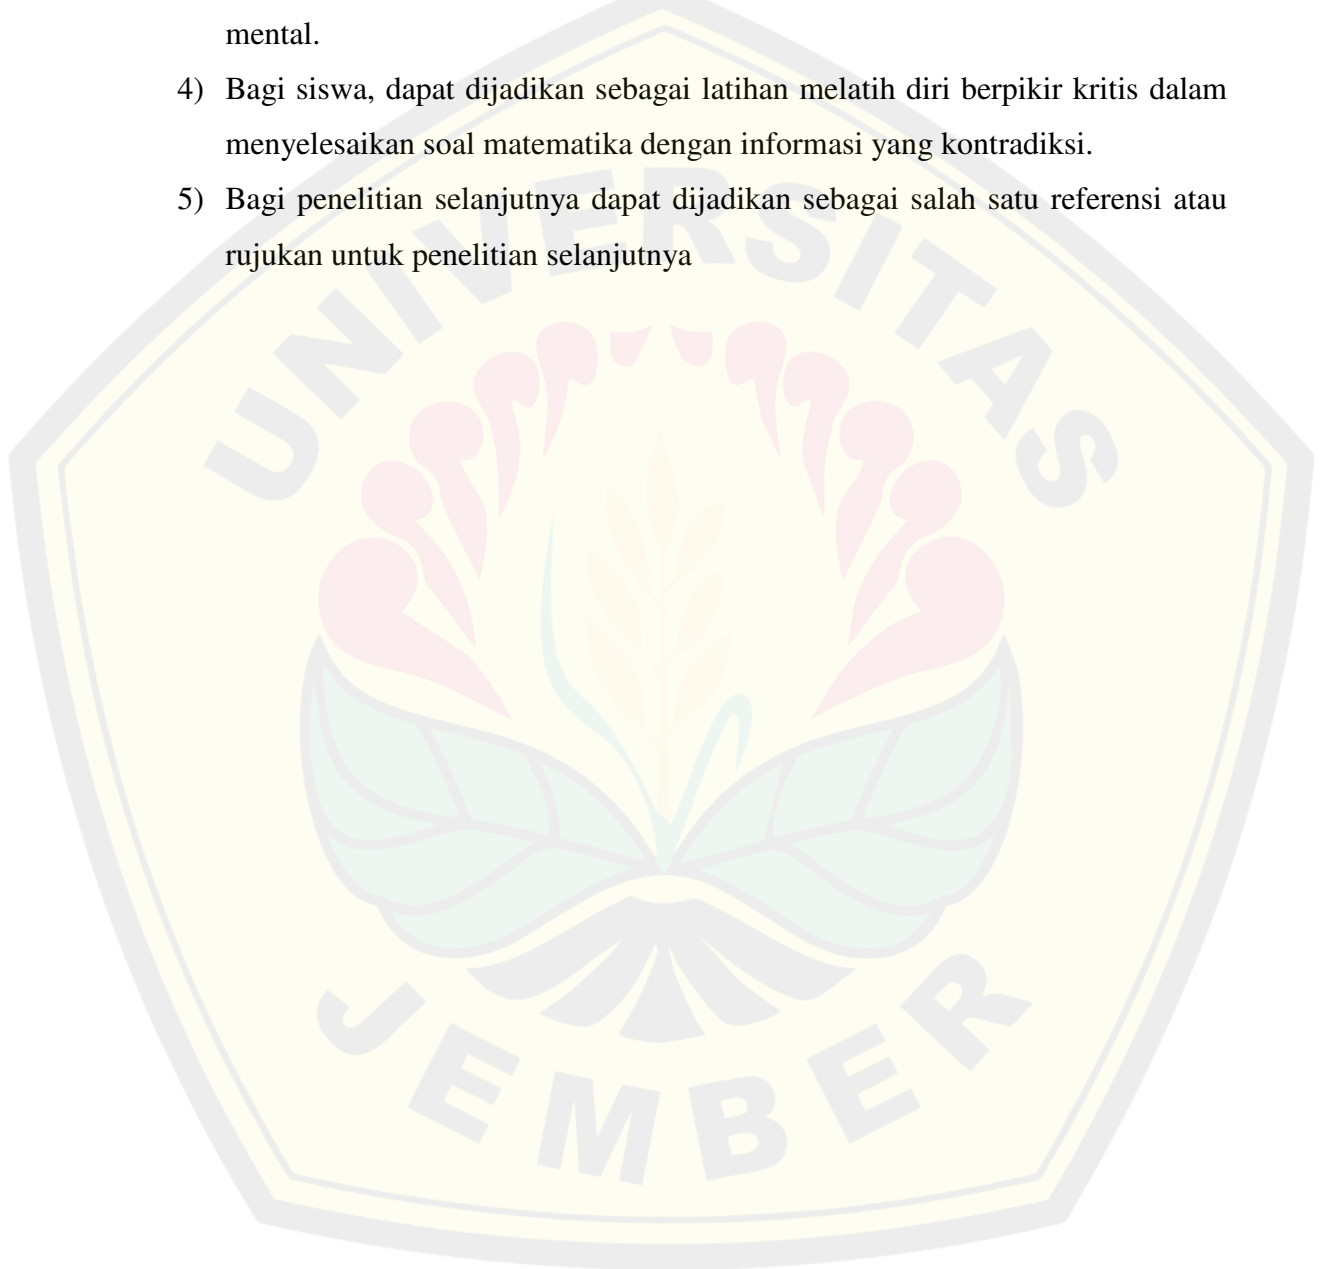 mental.
4) Bagi siswa, dapat dijadikan sebagai latihan melatih diri berpikir kritis dalam
menyelesaikan soal matematika dengan informasi yang kontradiksi.
5) Bagi penelitian selanjutnya dapat dijadikan sebagai salah satu referensi atau
rujukan untuk penelitian selanjutnya
UNIVERSITAS
JEMBER